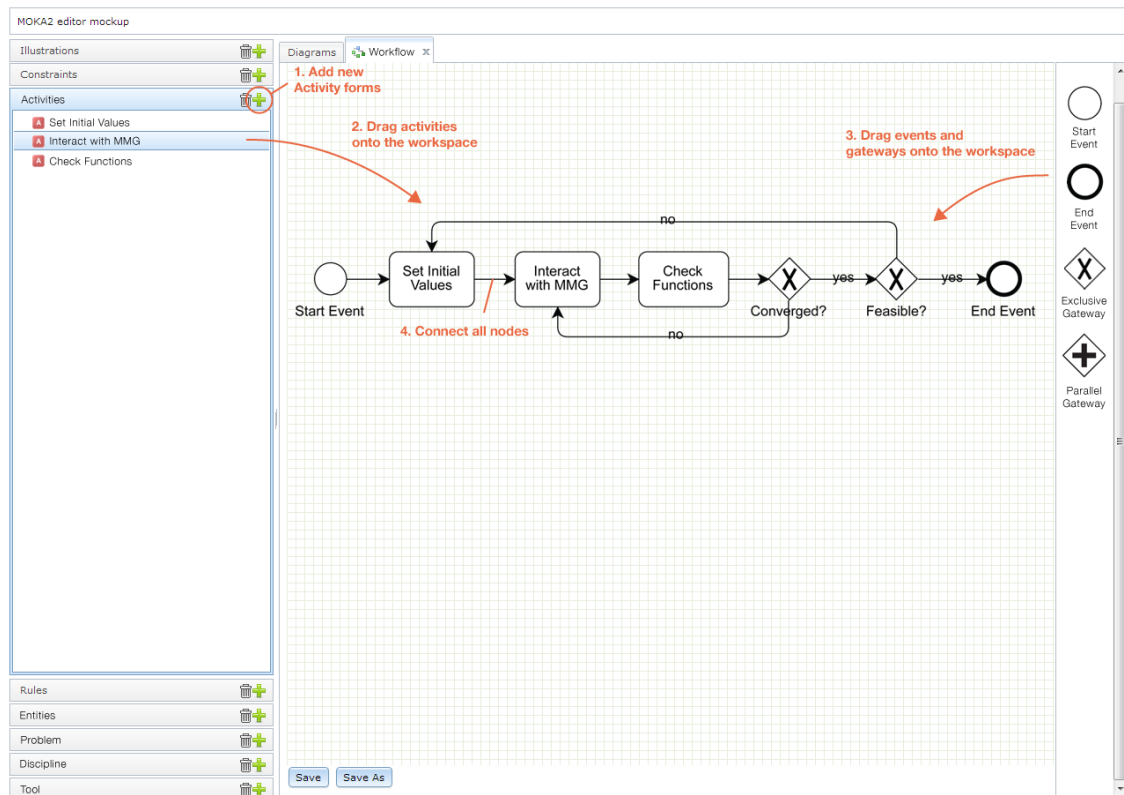 MOKA2 editor mockup
Illustrations
Constraints
Activities
A Set Initial Values
A Interact with MMG
A Check Functions
Rules
Entities
Problem
Discipline
Tool
Diagrams
Workflow x
1. Add new
Activity forms
2. Drag activities
onto the workspace
3. Drag events and
gateways onto the workspace
no
Start Event
Set Initial
Values
Interact
with MMG
Check
Functions
X
Converged?
yes
X
Feasible?
yes
End Event
4. Connect all nodes
no
Save
Save As
Start
Event
End
Event
X
Exclusive
Gateway
Parallel
Gateway